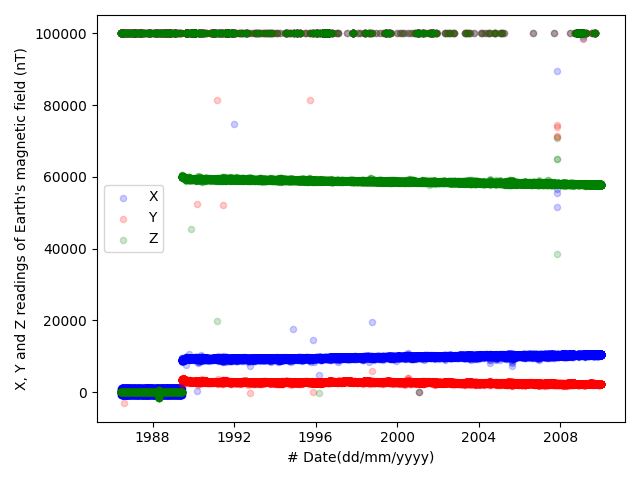 X, Y and Z readings of Earth's magnetic field (nT)
100000
80000
60000
40000
20000
0
X
Y
Z
1988
1992
1996
2000
2004
2008
# Date(dd/mm/yyyy)